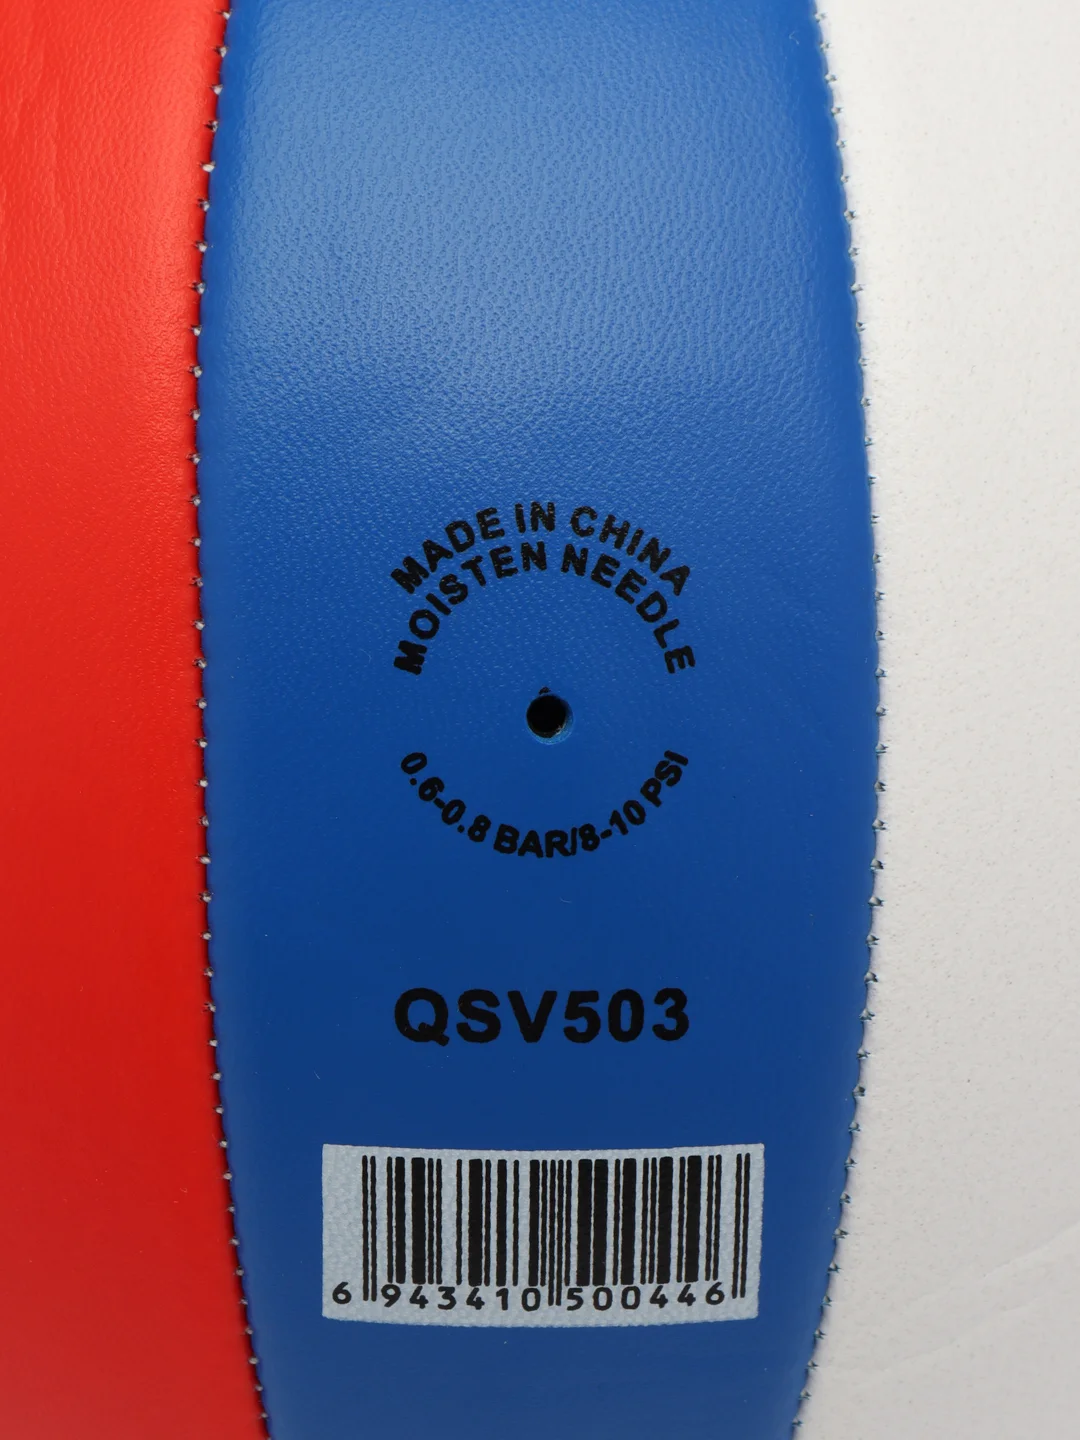 MADE IN CHINA
MOISTEN NEEDLE
0.6-0.8 BAR/8-10 PSI
QSV503
6 943410 500446